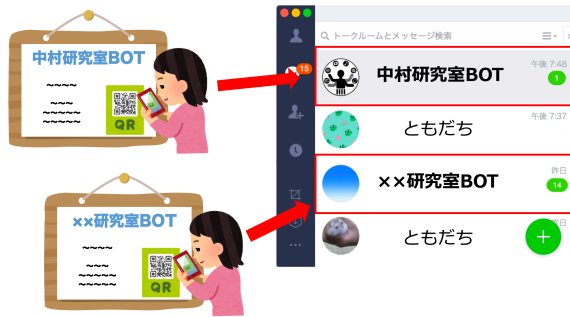 中村研究室BOT
~~~~
~~~
~~~~~
~~~~~
QR
××研究室BOT
~~~~
~~~
~~~~~
~~~~~
QR
15
トークルームとメッセージ検索
中村研究室BOT
午後 7:48
1
ともだち
午後 7:37
××研究室BOT
昨日
14
ともだち